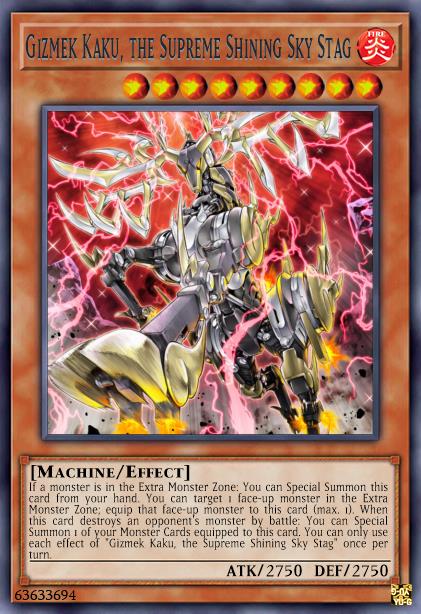 Gizmek Kaku, the Supreme Shining Sky Stag
FIRE
炎
[Machine/Effect]
If a monster is in the Extra Monster Zone: You can Special Summon this
card from your hand. You can target 1 face-up monster in the Extra
Monster Zone; equip that face-up monster to this card (max. 1). When
this card destroys an opponent's monster by battle: You can Special
Summon 1 of your Monster Cards equipped to this card. You can only use
each effect of "Gizmek Kaku, the Supreme Shining Sky Stag" once per
turn.
ATK/2750 DEF/2750
63633694